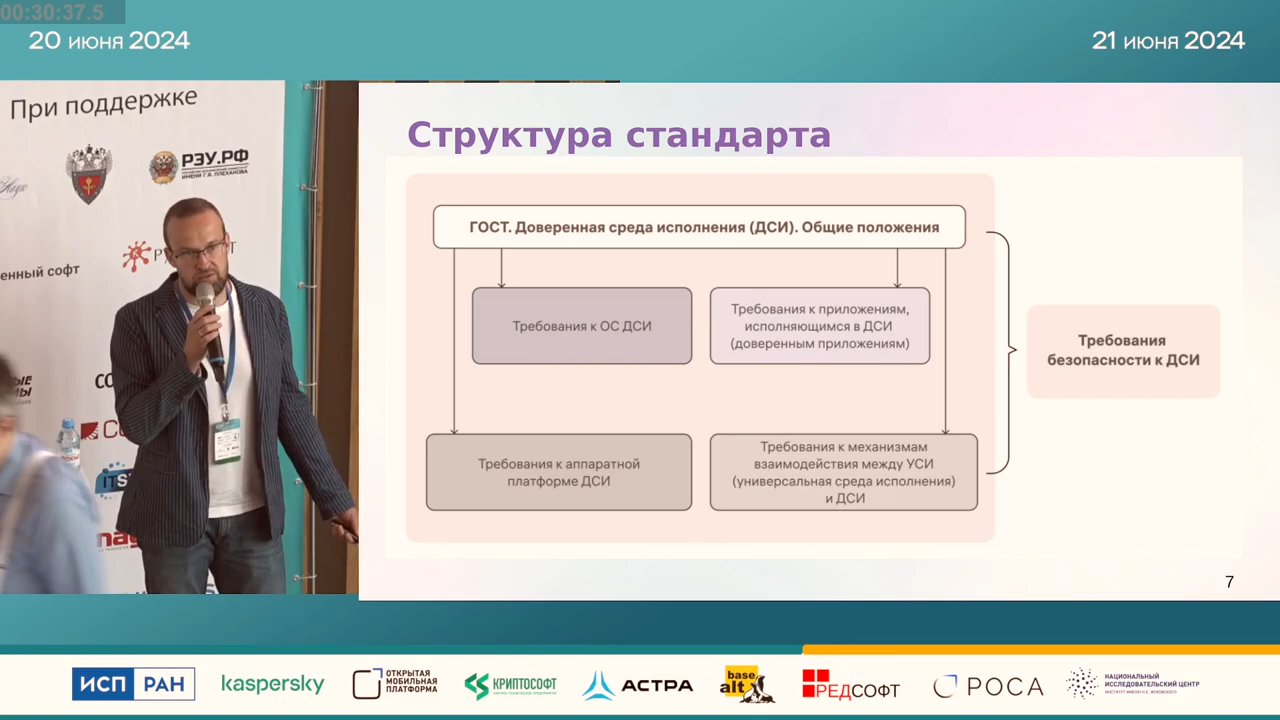 00:30:37.5
20 июня 2024
21 июня 2024
При поддержке
РЭУ.РФ
ИМЕНИ Г.В. ПЛЕХАНОВА
енный софт
Структура стандарта
ГОСТ. Доверенная среда исполнения (ДСИ). Общие положения
Требования к ОС ДСИ
Требования к приложениям,
исполняющимся в ДСИ
(доверенным приложениям)
Требования к аппаратной
платформе ДСИ
Требования к механизмам
взаимодействия между УСИ
(универсальная среда исполнения)
и ДСИ
Требования
безопасности к ДСИ
7
ИСП РАН
kaspersky
ОТКРЫТАЯ
МОБИЛЬНАЯ
ПЛАТФОРМА
КРИПТОСОФТ
АСТРА
base
alt
РЕДСОФТ
РОСА
НАЦИОНАЛЬНЫЙ
ИССЛЕДОВАТЕЛЬСКИЙ ЦЕНТР